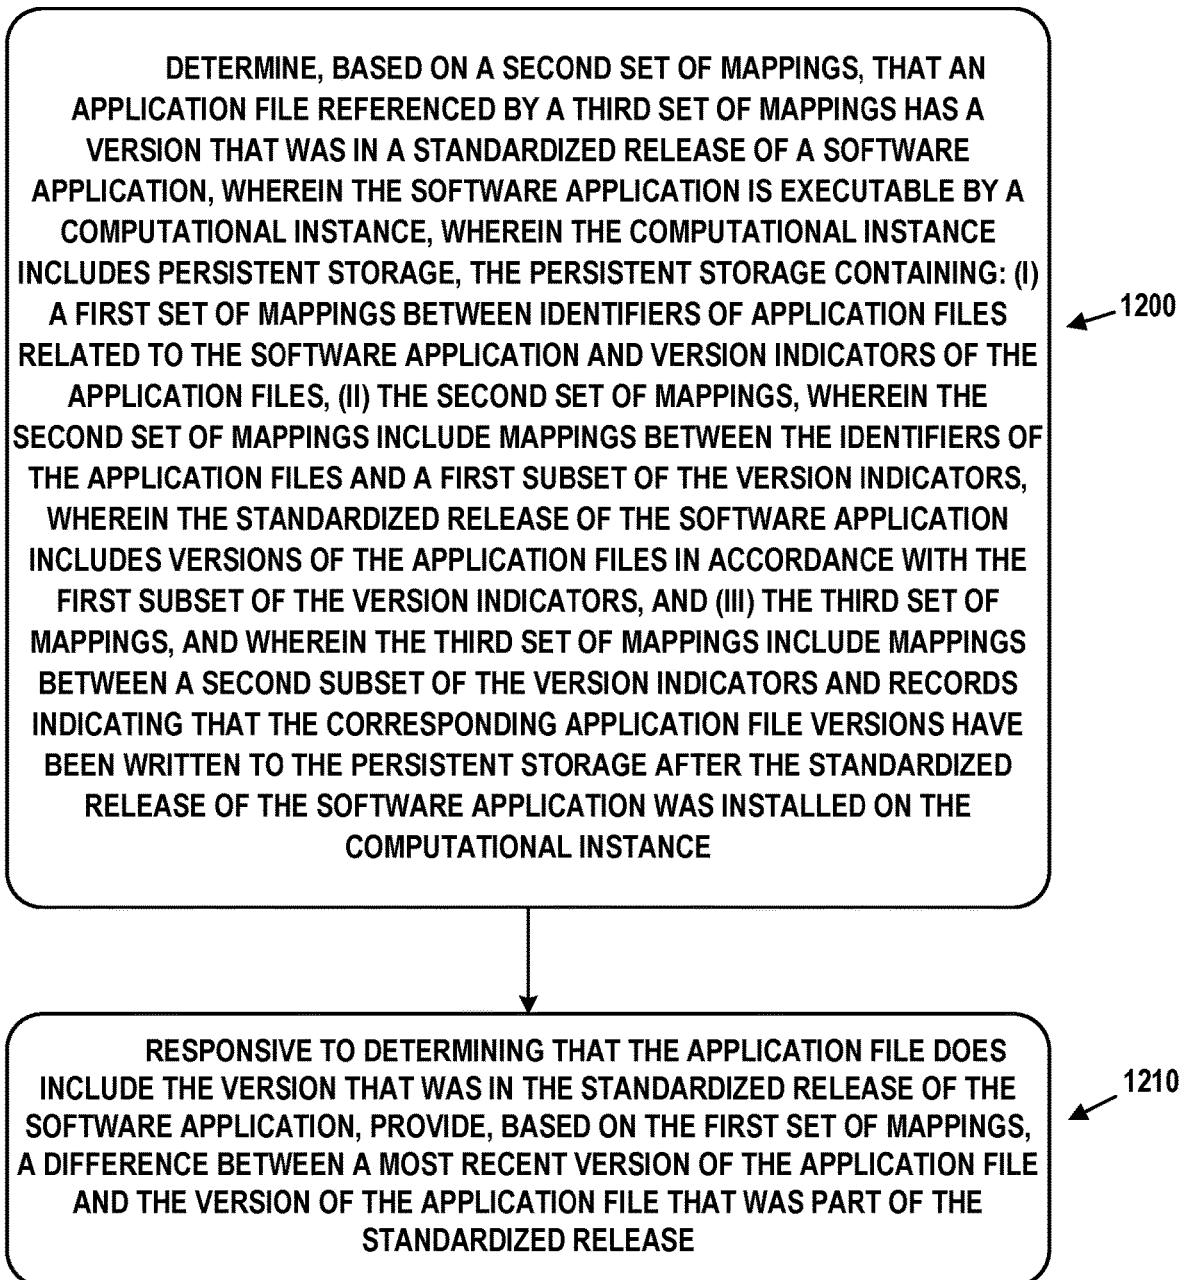 DETERMINE, BASED ON A SECOND SET OF MAPPINGS, THAT AN
APPLICATION FILE REFERENCED BY A THIRD SET OF MAPPINGS HAS A
VERSION THAT WAS IN A STANDARDIZED RELEASE OF A SOFTWARE
APPLICATION, WHEREIN THE SOFTWARE APPLICATION IS EXECUTABLE BY A
COMPUTATIONAL INSTANCE, WHEREIN THE COMPUTATIONAL INSTANCE
INCLUDES PERSISTENT STORAGE, THE PERSISTENT STORAGE CONTAINING: (I)
A FIRST SET OF MAPPINGS BETWEEN IDENTIFIERS OF APPLICATION FILES
RELATED TO THE SOFTWARE APPLICATION AND VERSION INDICATORS OF THE
APPLICATION FILES, (II) THE SECOND SET OF MAPPINGS, WHEREIN THE
SECOND SET OF MAPPINGS INCLUDE MAPPINGS BETWEEN THE IDENTIFIERS OF
THE APPLICATION FILES AND A FIRST SUBSET OF THE VERSION INDICATORS,
WHEREIN THE STANDARDIZED RELEASE OF THE SOFTWARE APPLICATION
INCLUDES VERSIONS OF THE APPLICATION FILES IN ACCORDANCE WITH THE
FIRST SUBSET OF THE VERSION INDICATORS, AND (III) THE THIRD SET OF
MAPPINGS, AND WHEREIN THE THIRD SET OF MAPPINGS INCLUDE MAPPINGS
BETWEEN A SECOND SUBSET OF THE VERSION INDICATORS AND RECORDS
INDICATING THAT THE CORRESPONDING APPLICATION FILE VERSIONS HAVE
BEEN WRITTEN TO THE PERSISTENT STORAGE AFTER THE STANDARDIZED
RELEASE OF THE SOFTWARE APPLICATION WAS INSTALLED ON THE
COMPUTATIONAL INSTANCE
1200
RESPONSIVE TO DETERMINING THAT THE APPLICATION FILE DOES
INCLUDE THE VERSION THAT WAS IN THE STANDARDIZED RELEASE OF THE
SOFTWARE APPLICATION, PROVIDE, BASED ON THE FIRST SET OF MAPPINGS,
A DIFFERENCE BETWEEN A MOST RECENT VERSION OF THE APPLICATION FILE
AND THE VERSION OF THE APPLICATION FILE THAT WAS PART OF THE
STANDARDIZED RELEASE
1210